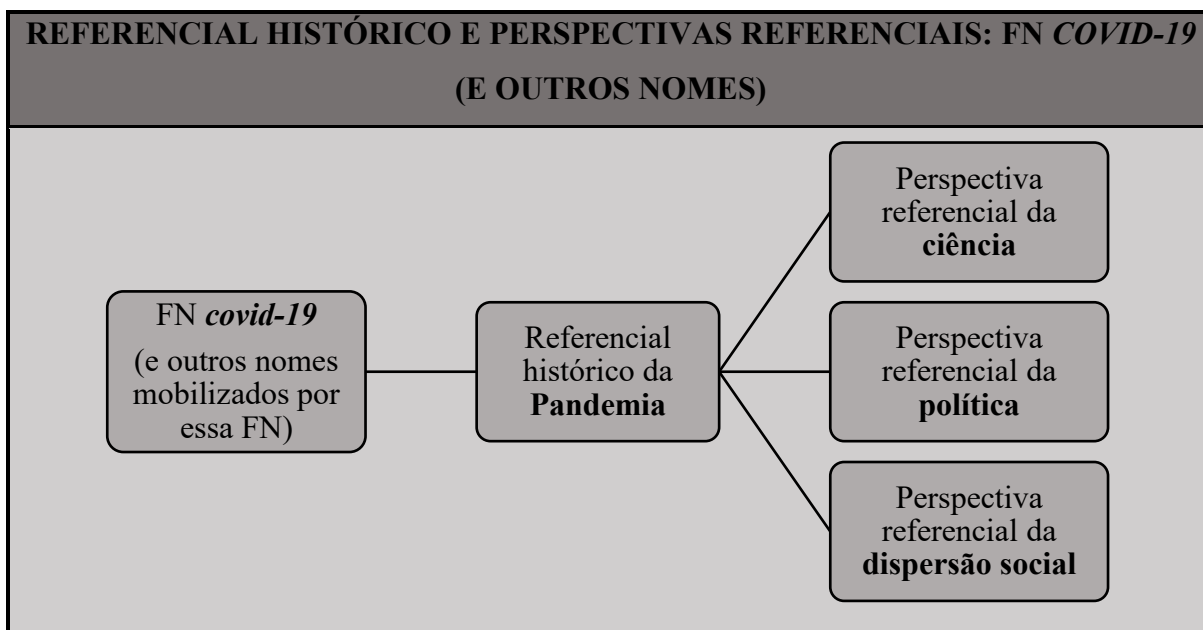 REFERENCIAL HISTÓRICO E PERSPECTIVAS REFERENCIAIS: FN COVID-19
(E OUTROS NOMES)
FN covid-19
(e outros nomes
mobilizados por
essa FN)
Referencial
histórico da
Pandemia
Perspectiva
referencial da
ciência
Perspectiva
referencial da
política
Perspectiva
referencial da
dispersão social